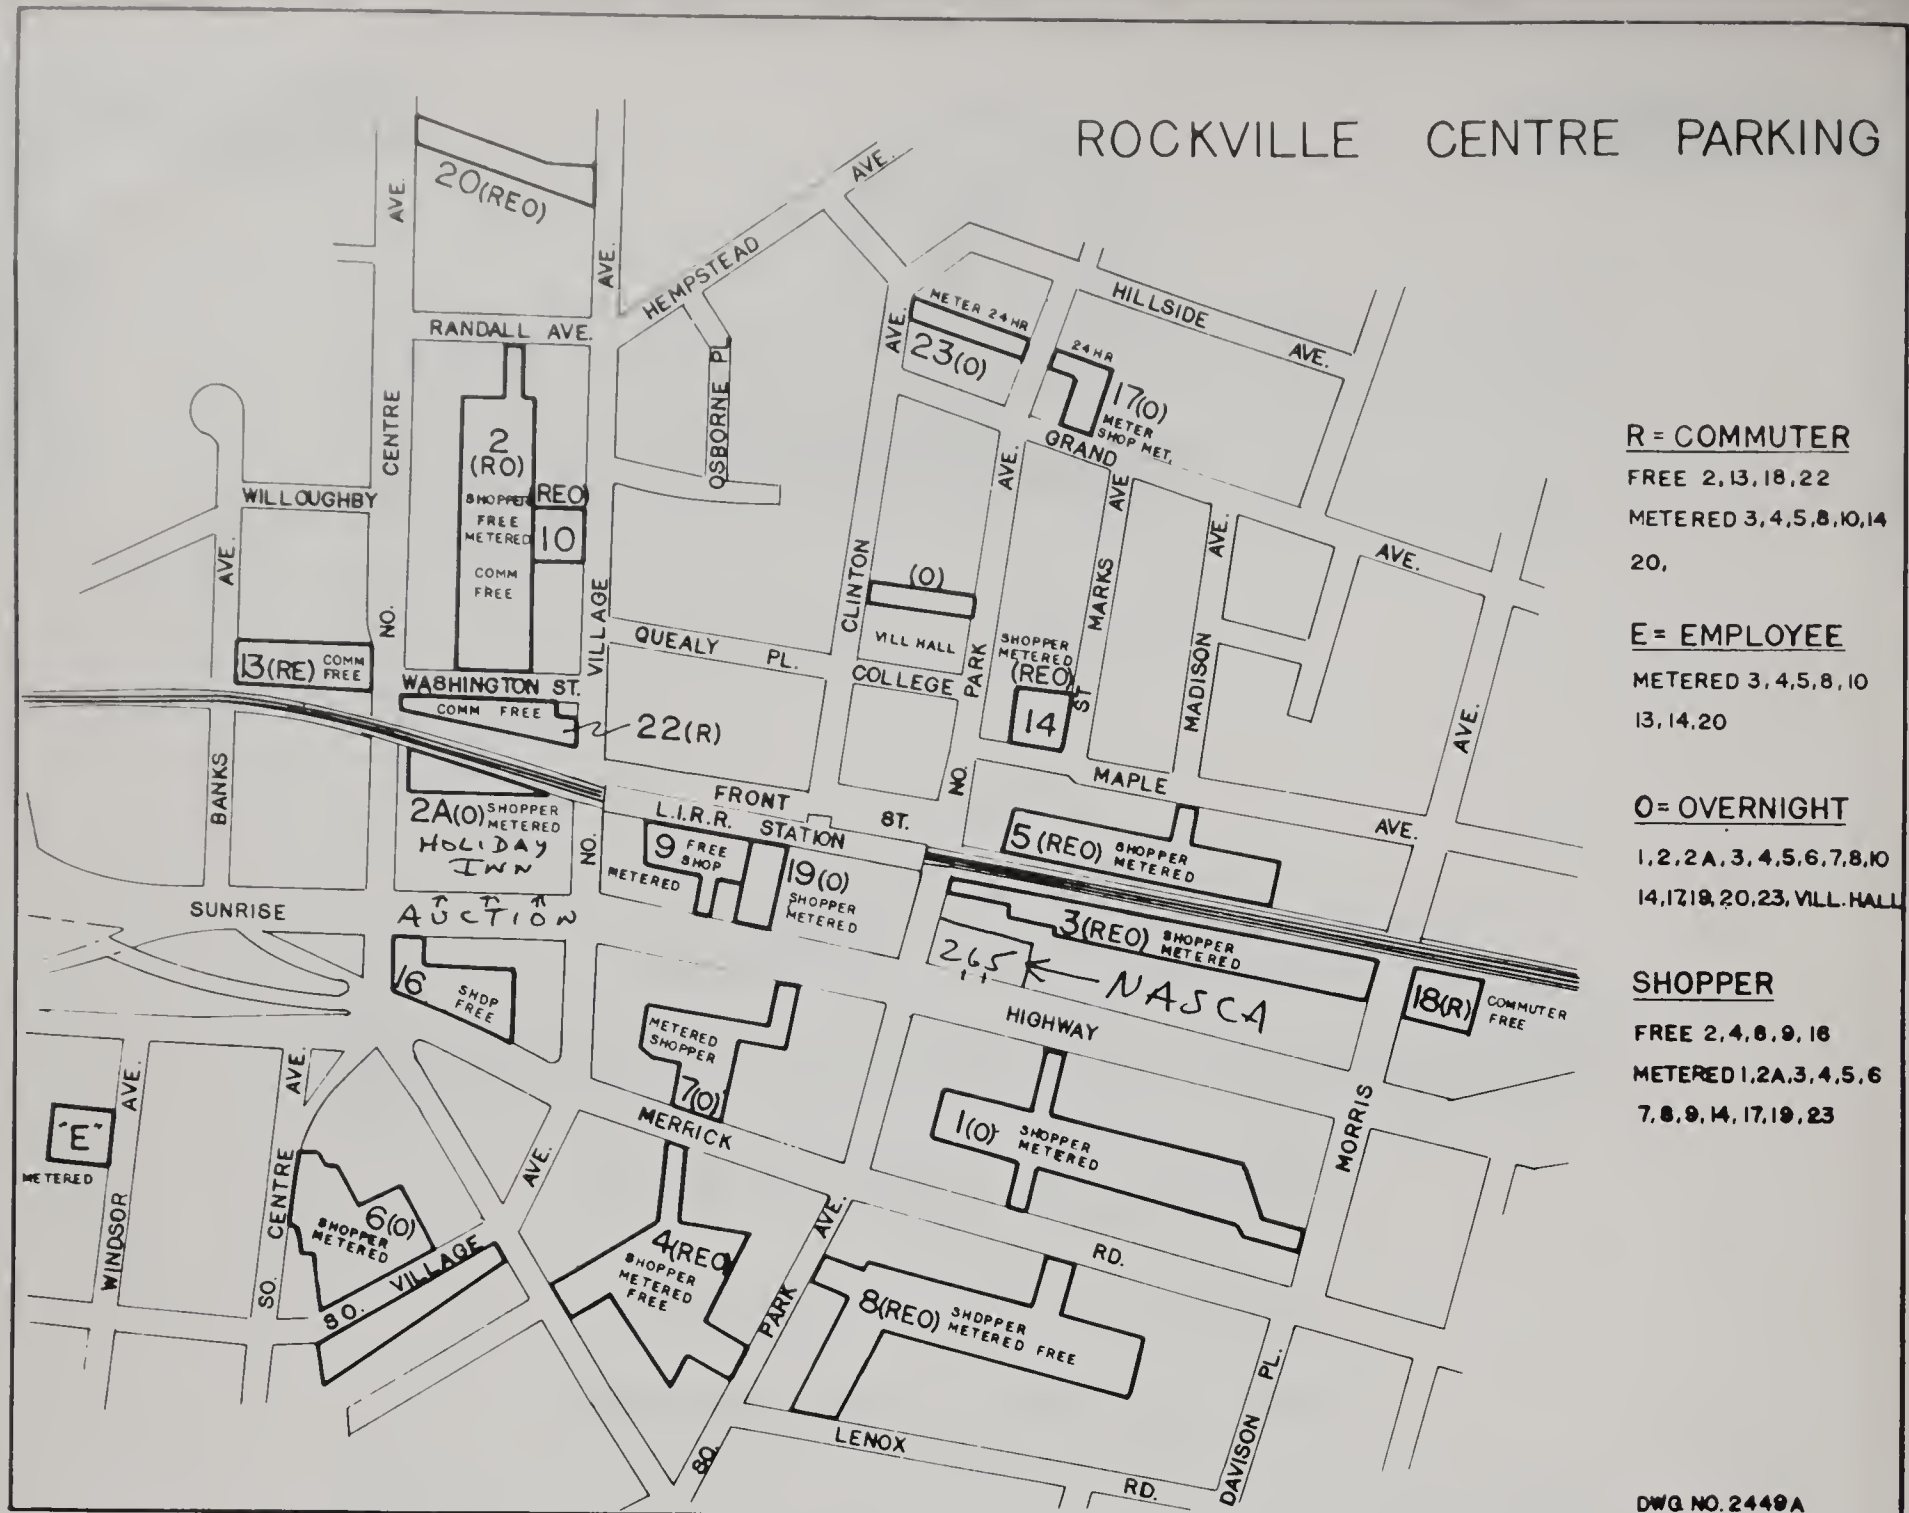 ROCKVILLE CENTRE PARKING
AVE.
20(REO)
AVE.
AVE.
HEMPSTEAD
RANDALL AVE.
HILLSIDE
AVE.
METER 24 HR
23(O)
AVE.
24 HR
17(O)
METER
SHOP MET.
GRAND
AVE.
OSBORNE PL
CENTRE
2
(RO)
SHOPPER
FREE
METERED
COMM
FREE
(REO)
10
WILLOUGHBY
AVE.
AVE.
AVE
AVE.
NO.
VILLAGE
CLINTON
(O)
VILL HALL
PARK
MARKS
ST
MADISON
AVE.
13(RE) COMM
FREE
QUEALY PL.
COLLEGE
SHOPPER
METERED
(REO)
14
WASHINGTON ST.
COMM FREE
22(R)
BANKS
FRONT ST.
NO.
MAPLE
AVE.
2A(O) SHOPPER
METERED
HOLIDAY
INN
NO.
L.I.R.R. STATION
9 FREE
SHOP
METERED
19(O)
SHOPPER
METERED
5(REO) SHOPPER
METERED
SUNRISE
AUCTION
3(REO) SHOPPER
METERED
265
NASCA
16
SHOP
FREE
HIGHWAY
18(R) COMMUTER
FREE
METERED
SHOPPER
7(O)
MERRICK
AVE.
AVE.
"E"
METERED
WINDSOR
SO. CENTRE
1(O) SHOPPER
METERED
MORRIS
AVE.
6(O)
SHOPPER
METERED
SO. VILLAGE
4(REO)
SHOPPER
METERED
FREE
AVE.
PARK
SO.
RD.
8(REO) SHOPPER
METERED FREE
LENOX
RD.
DAVISON PL.
R = COMMUTER
FREE 2,13,18,22
METERED 3,4,5,8,10,14
20,
E = EMPLOYEE
METERED 3,4,5,8,10
13,14,20
O = OVERNIGHT
1,2,2A,3,4,5,6,7,8,10
14,17,19,20,23,VILL.HALL
SHOPPER
FREE 2,4,8,9,16
METERED 1,2A,3,4,5,6
7,8,9,14,17,19,23
DWG NO. 2449A